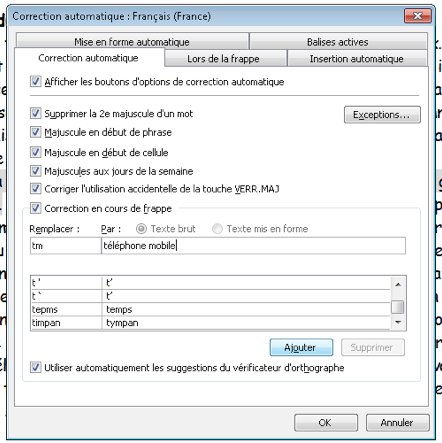 Correction automatique : Français (France)
Mise en forme automatique
Balises actives
Correction automatique
Lors de la frappe
Insertion automatique
Afficher les boutons d'options de correction automatique
Supprimer la 2e majuscule d'un mot
Exceptions...
Majuscule en début de phrase
Majuscule en début de cellule
Majuscules aux jours de la semaine
Corriger l'utilisation accidentelle de la touche VERR.MAJ
Correction en cours de frappe
Remplacer :
Par :
Texte brut
Texte mis en forme
tm
téléphone mobile
t ' t'
t ` t'
tepms temps
timpan tympan
Ajouter
Supprimer
Utiliser automatiquement les suggestions du vérificateur d'orthographe
OK
Annuler